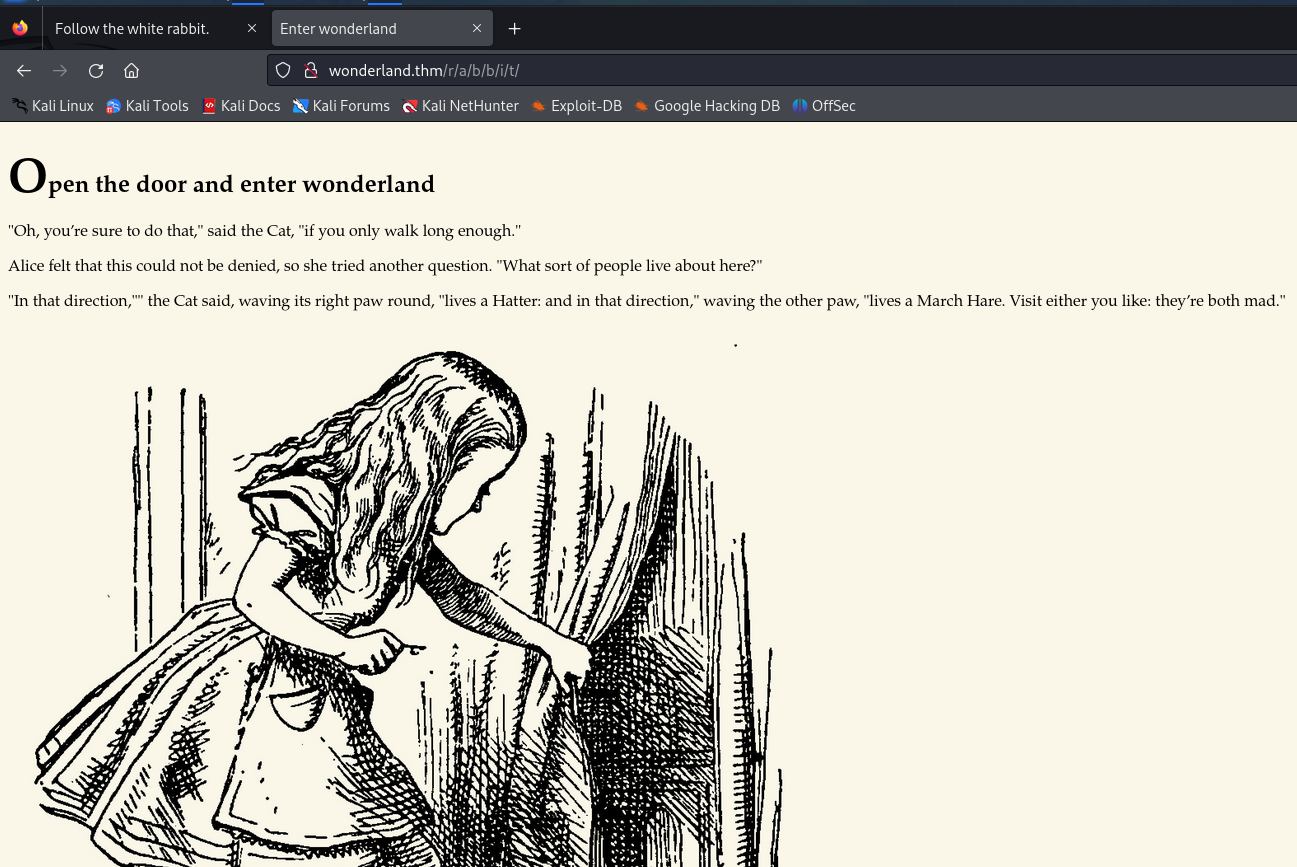 Follow the white rabbit.
Enter wonderland
wonderland.thm/r/a/b/b/i/t/
Kali Linux Kali Tools Kali Docs Kali Forums Kali NetHunter Exploit-DB Google Hacking DB OffSec
Open the door and enter wonderland
"Oh, you’re sure to do that," said the Cat, "if you only walk long enough."
Alice felt that this could not be denied, so she tried another question. "What sort of people live about here?"
"In that direction,"" the Cat said, waving its right paw round, "lives a Hatter: and in that direction," waving the other paw, "lives a March Hare. Visit either you like: they’re both mad."